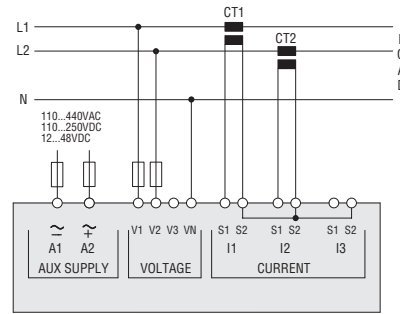 CT1
L1
CT2
L2
N
110...440VAC
110...250VDC
12...48VDC
V1 V2 V3 VN S1 S2 S1 S2 S1 S2
A1 A2 I1 I2 I3
AUX SUPPLY VOLTAGE CURRENT